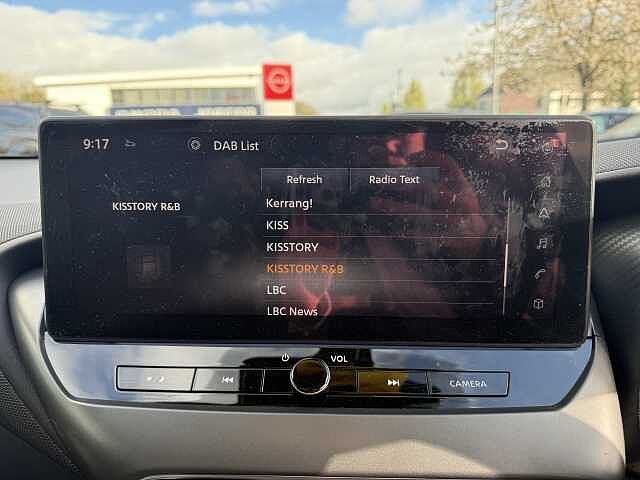 9:17 DAB List
Refresh Radio Text
KISSTORY R&B
Kerrang!
KISS
KISSTORY
KISSTORY R&B
LBC
LBC News
VOL
CAMERA